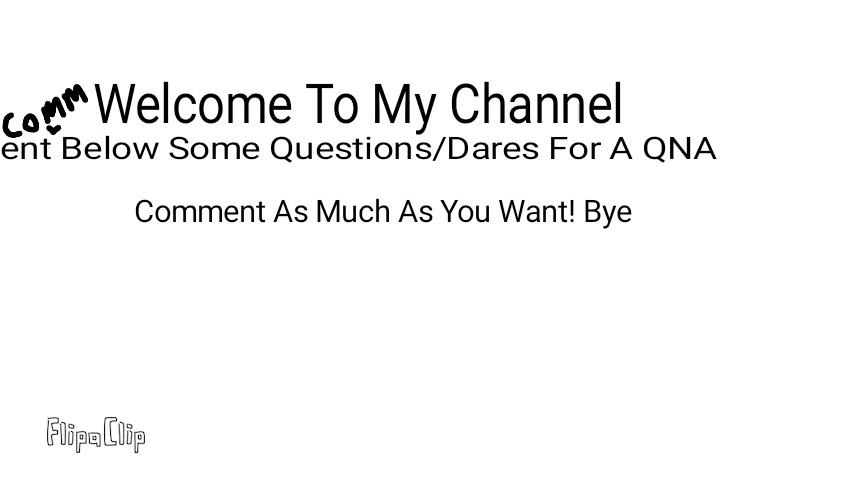 Welcome To My Channel
Comm
ent Below Some Questions/Dares For A QNA
Comment As Much As You Want! Bye
FlipaClip